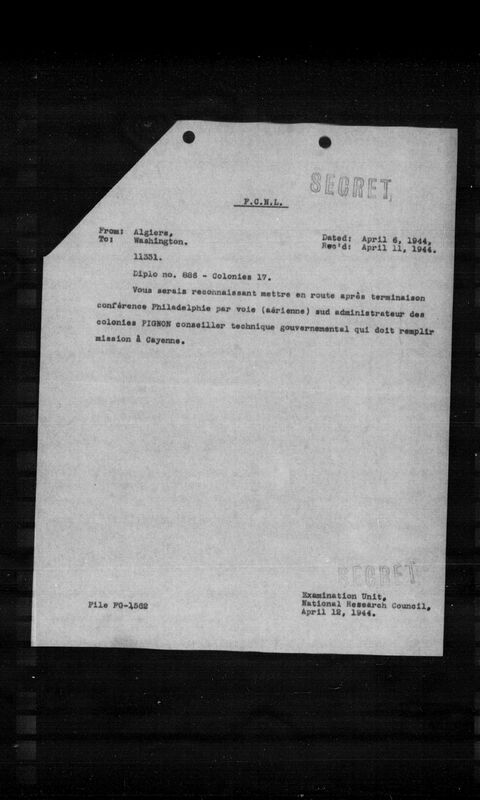 SECRET
F.C.N.L.
From: Algiers,
To: Washington.
Dated: April 6, 1944,
Rec'd: April 11, 1944.
11331.
Diplo no. 886 - Colonies 17.
Vous serais reconnaissant mettre en route après terminaison
conférence Philadelphie par voie (aérienne) sud administrateur des
colonies PIGNON conseiller technique gouvernemental qui doit remplir
mission à Cayenne.
SECRET
Examination Unit,
National Research Council,
April 12, 1944.
File FG-1562